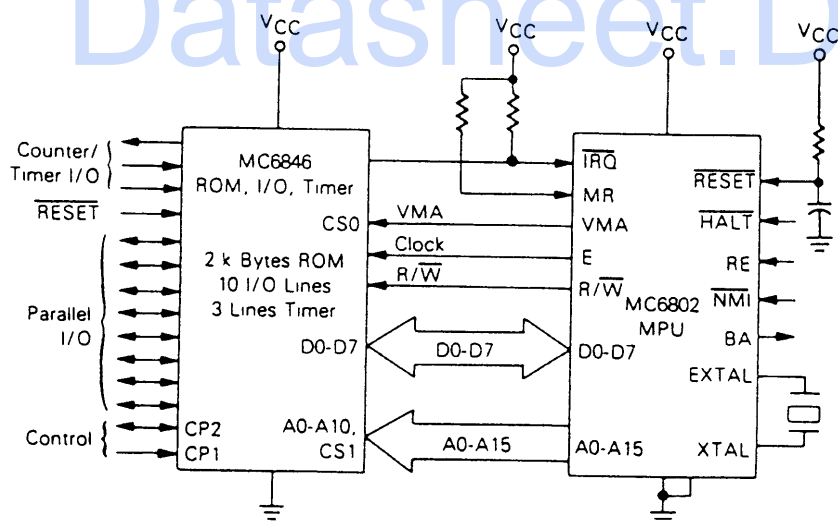 Datasheet.D
VCC
VCC
VCC
VCC
Counter/
Timer I/O
RESET
Parallel
I/O
Control
MC6846
ROM, I/O, Timer
CS0
2 k Bytes ROM
10 I/O Lines
3 Lines Timer
D0-D7
CP2
CP1
A0-A10,
CS1
VMA
Clock
R/W
D0-D7
A0-A15
IRQ
MR
VMA
E
R/W
MC6802
MPU
D0-D7
A0-A15
RESET
HALT
RE
NMI
BA
EXTAL
XTAL